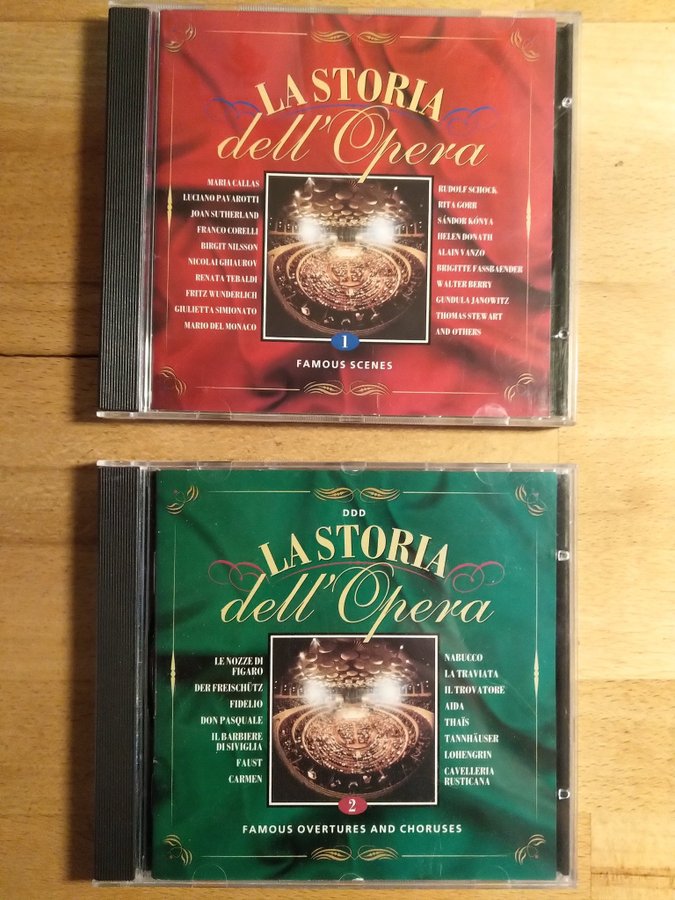 LA STORIA
dell'Opera
MARIA CALLAS
LUCIANO PAVAROTTI
JOAN SUTHERLAND
FRANCO CORELLI
BIRGIT NILSSON
NICOLAI GHIAUROV
RENATA TEBALDI
FRITZ WUNDERLICH
GIULIETTA SIMIONATO
MARIO DEL MONACO
RUDOLF SCHOCK
RITA GORR
SÁNDOR KÓNYA
HELEN DONATH
ALAIN VANZO
BRIGITTE FASSBAENDER
WALTER BERRY
GUNDULA JANOWITZ
THOMAS STEWART
AND OTHERS
1
FAMOUS SCENES
DDD
LA STORIA
dell'Opera
LE NOZZE DI
FIGARO
DER FREISCHÜTZ
FIDELIO
DON PASQUALE
IL BARBIERE
DI SIVIGLIA
FAUST
CARMEN
NABUCCO
LA TRAVIATA
IL TROVATORE
AIDA
THAÏS
TANNHÄUSER
LOHENGRIN
CAVELLERIA
RUSTICANA
2
FAMOUS OVERTURES AND CHORUSES